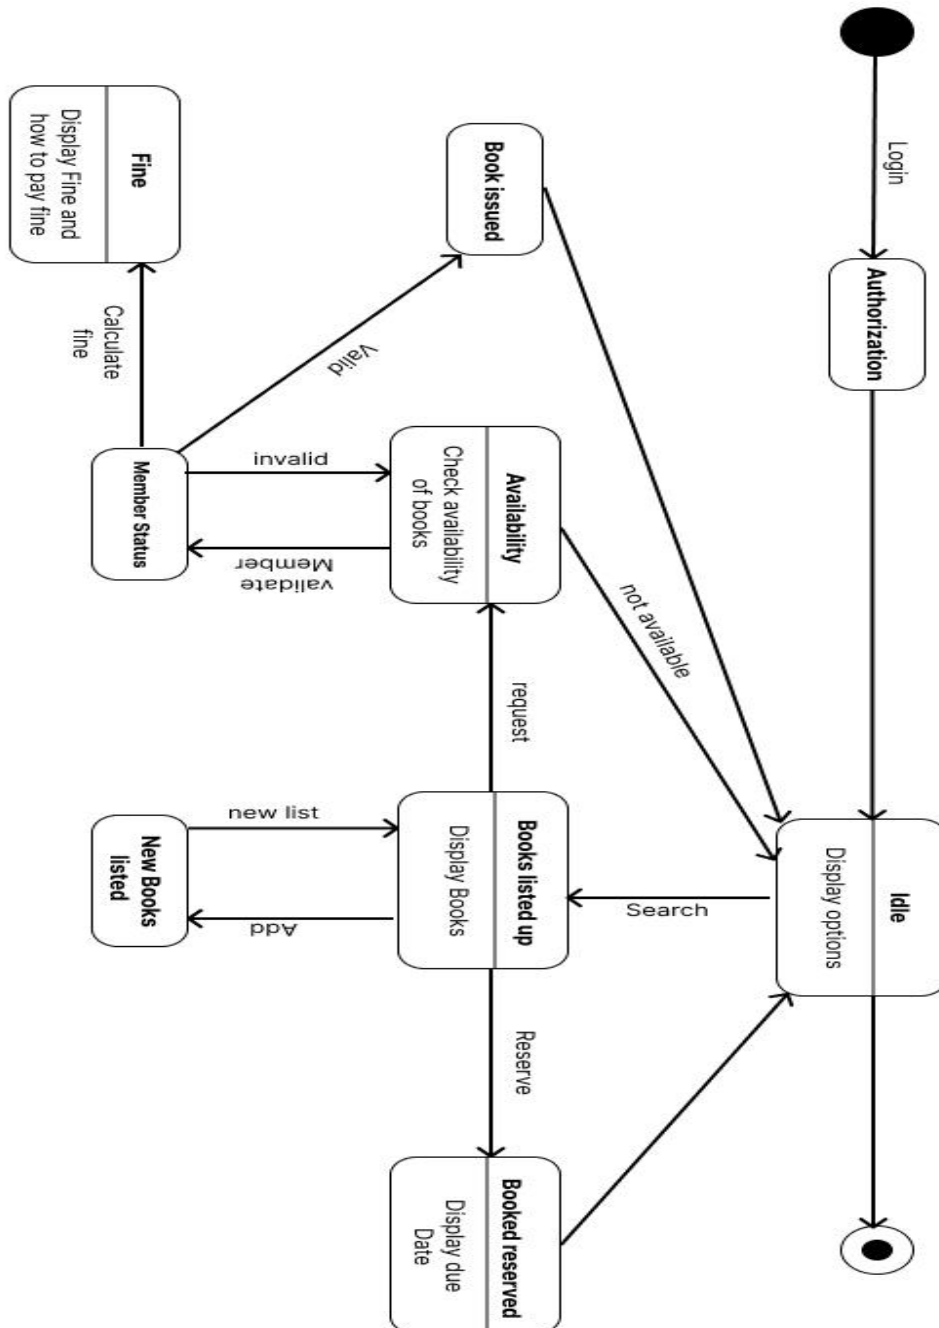 Login
Authorization
Idle
Display options
Search
Book issued
not available
Availability
Check availability
of books
request
Books listed up
Display Books
Reserve
Booked reserved
Display due
Date
Valid
invalid
validate
Member
new list
Add
Fine
Display Fine and
how to pay fine
Calculate
fine
Member Status
New Books
listed